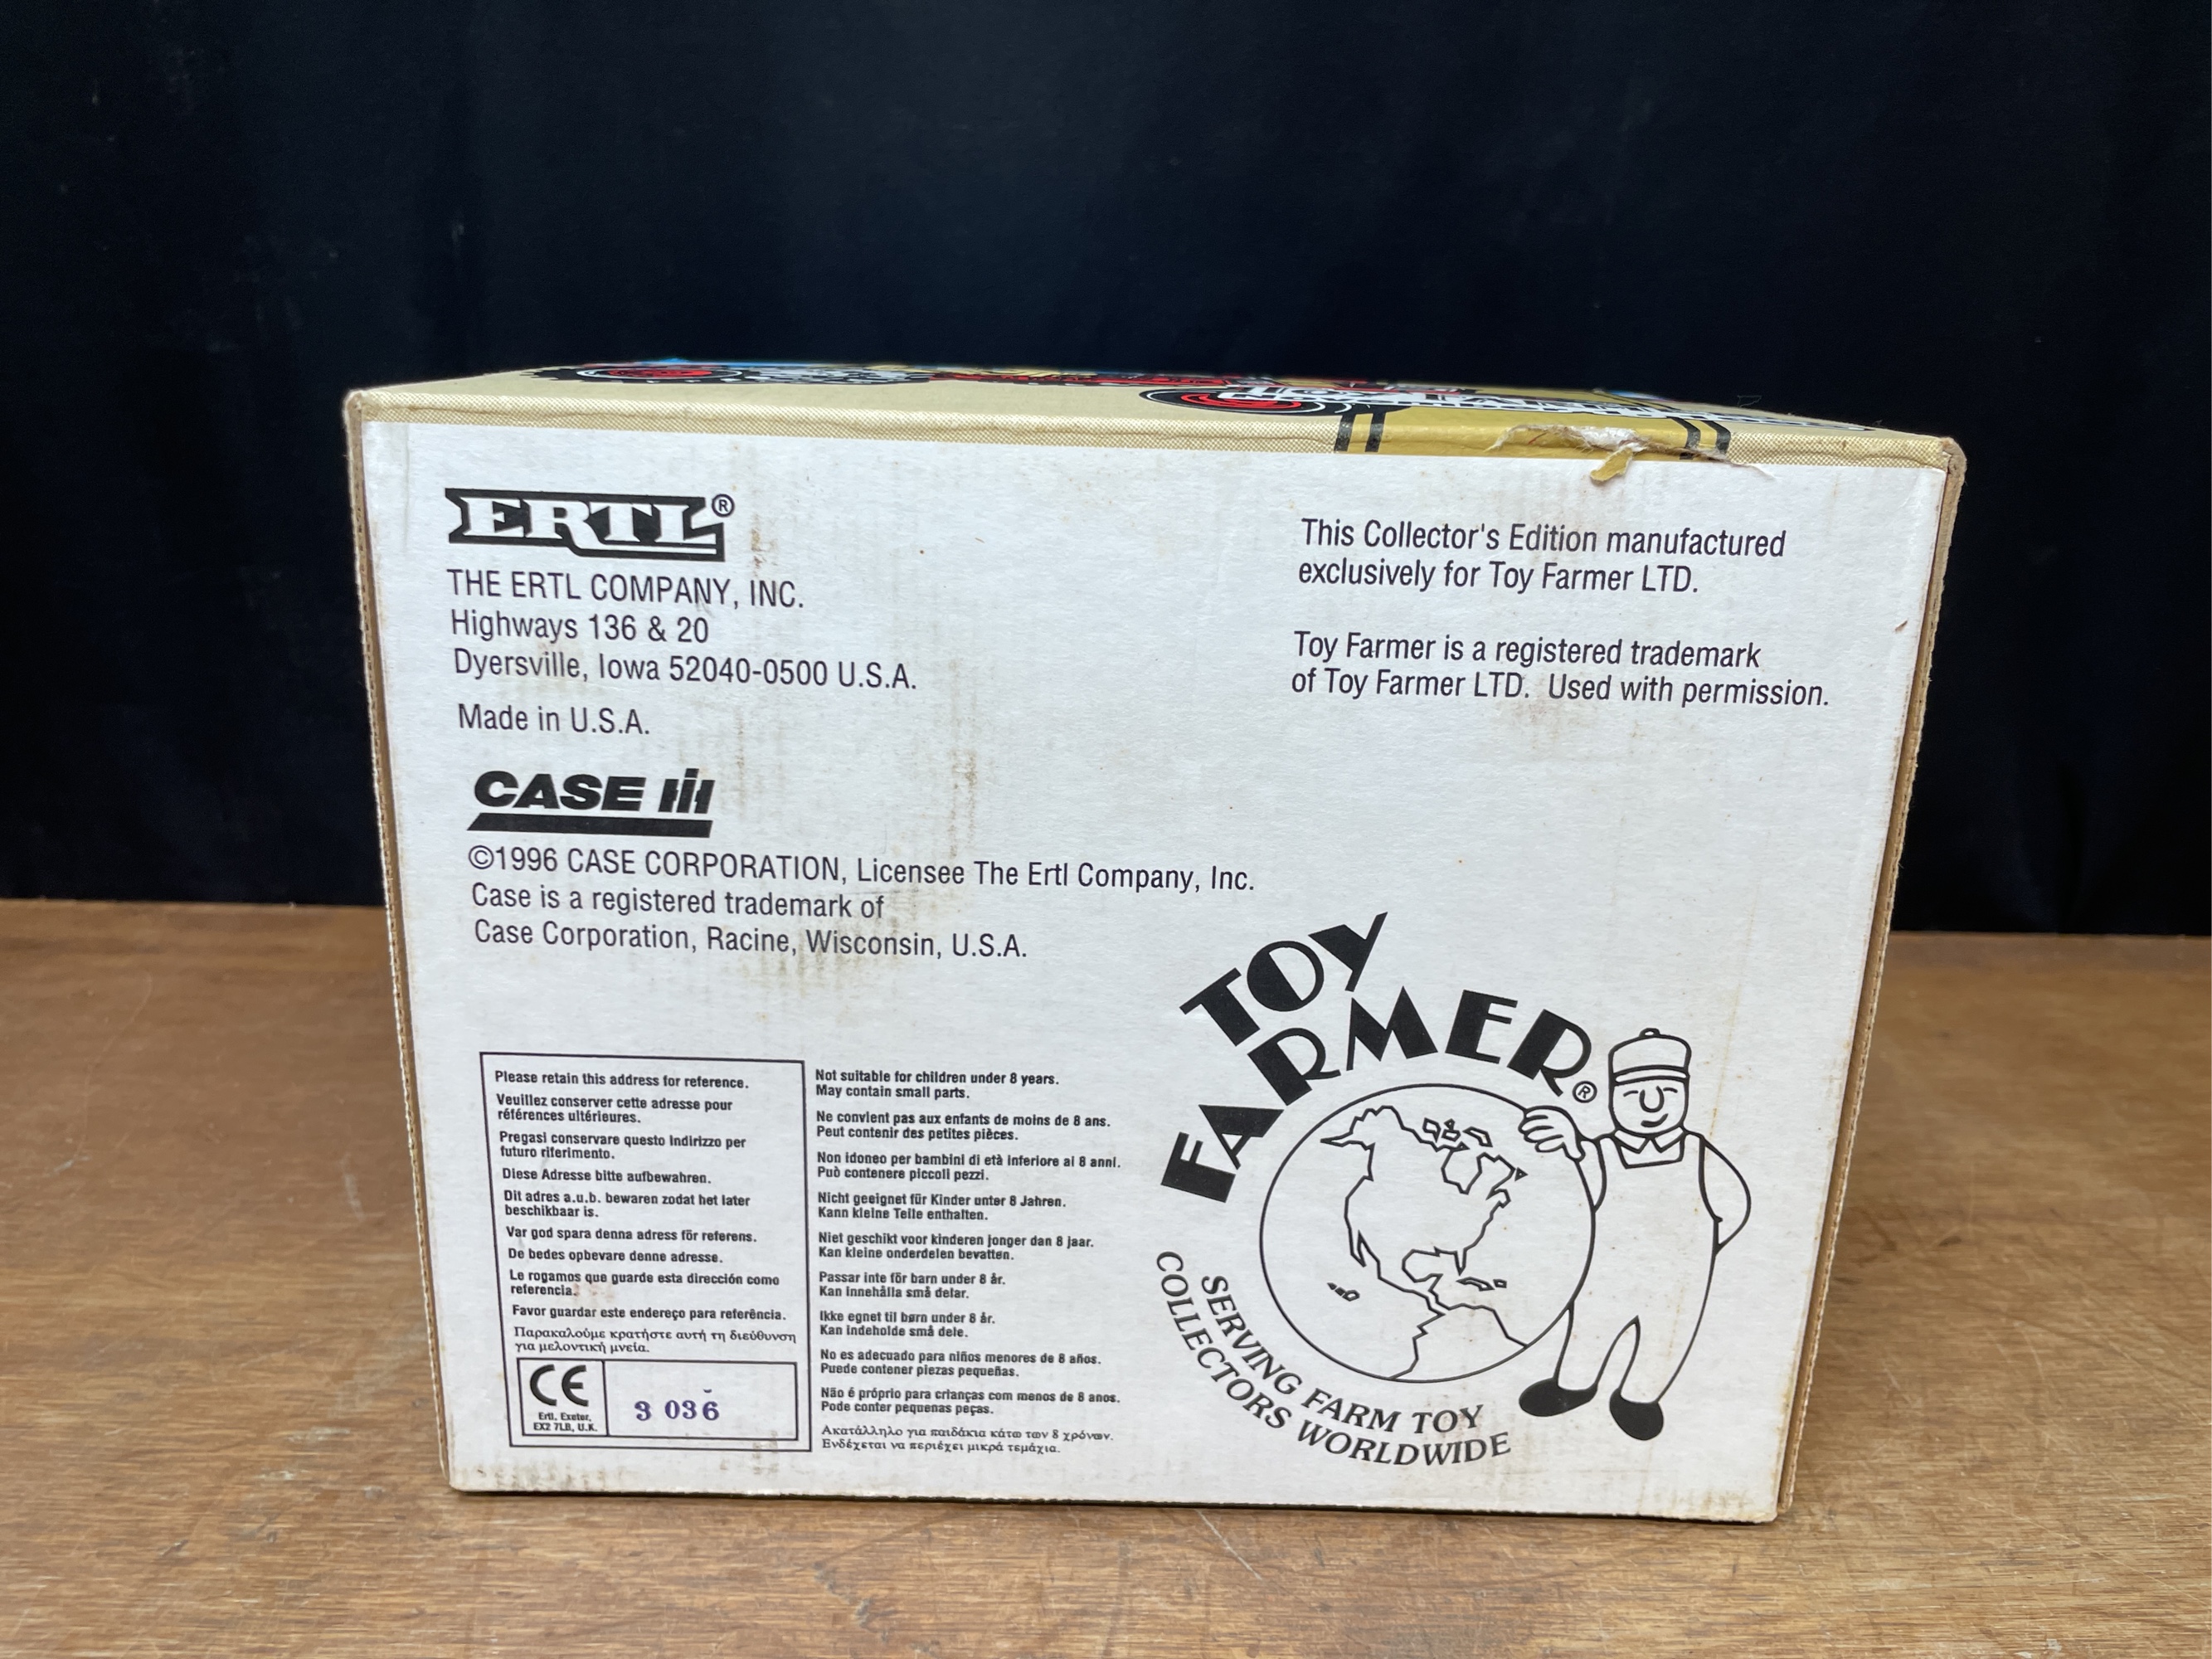 ERTL®
THE ERTL COMPANY, INC.
Highways 136 & 20
Dyersville, Iowa 52040-0500 U.S.A.
Made in U.S.A.
CASE IH
©1996 CASE CORPORATION, Licensee The Ertl Company, Inc.
Case is a registered trademark of
Case Corporation, Racine, Wisconsin, U.S.A.
This Collector's Edition manufactured
exclusively for Toy Farmer LTD.
Toy Farmer is a registered trademark
of Toy Farmer LTD. Used with permission.
Please retain this address for reference.
Veuillez conserver cette adresse pour
références ultérieures.
Pregasi conservare questo indirizzo per
futuro riferimento.
Diese Adresse bitte aufbewahren.
Dit adres a.u.b. bewaren zodat het later
beschikbaar is.
Var god spara denna adress för referens.
De bedes opbevare denne adresse.
Le rogamos que guarde esta dirección como
referencia.
Favor guardar este endereço para referência.
Παρακαλούμε κρατήστε αυτή τη διεύθυνση
για μελοντική μνεία.
CE
Ertl, Exeter,
EX2 7LB, U.K.
3 036
Not suitable for children under 8 years.
May contain small parts.
Ne convient pas aux enfants de moins de 8 ans.
Peut contenir des petites pièces.
Non idoneo per bambini di età inferiore ai 8 anni.
Può contenere piccoli pezzi.
Nicht geeignet für Kinder unter 8 Jahren.
Kann kleine Teile enthalten.
Niet geschikt voor kinderen jonger dan 8 jaar.
Kan kleine onderdelen bevatten.
Passar inte för barn under 8 år.
Kan innehålla små delar.
Ikke egnet til børn under 8 år.
Kan indeholde små dele.
No es adecuado para niños menores de 8 años.
Puede contener piezas pequeñas.
Não é próprio para crianças com menos de 8 anos.
Pode conter pequenas peças.
Ακατάλληλο για παιδάκια κάτω των 8 χρόνων.
Ενδέχεται να περιέχει μικρά τεμάχια.
TOY
FARMER®
SERVING FARM TOY
COLLECTORS WORLDWIDE